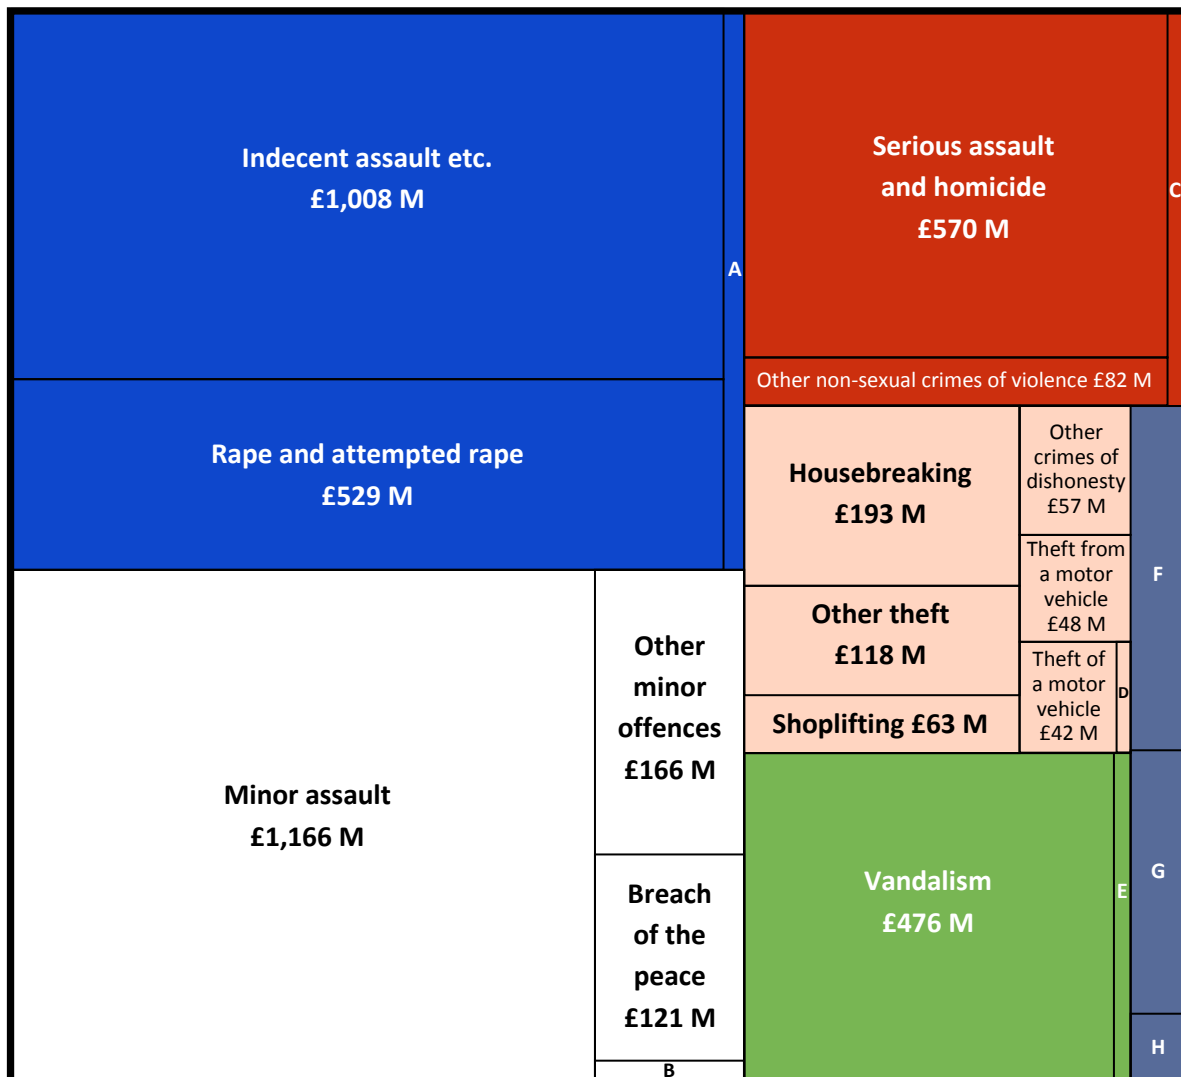 Indecent assault etc.
£1,008 M
A
Serious assault
and homicide
£570 M
C
Other non-sexual crimes of violence £82 M
Rape and attempted rape
£529 M
Housebreaking
£193 M
Other
crimes of
dishonesty
£57 M
Theft from
a motor
vehicle
£48 M
F
Other theft
£118 M
Theft of
a motor
vehicle
£42 M
D
Shoplifting £63 M
Minor assault
£1,166 M
Other
minor
offences
£166 M
Breach
of the
peace
£121 M
B
Vandalism
£476 M
E
G
H